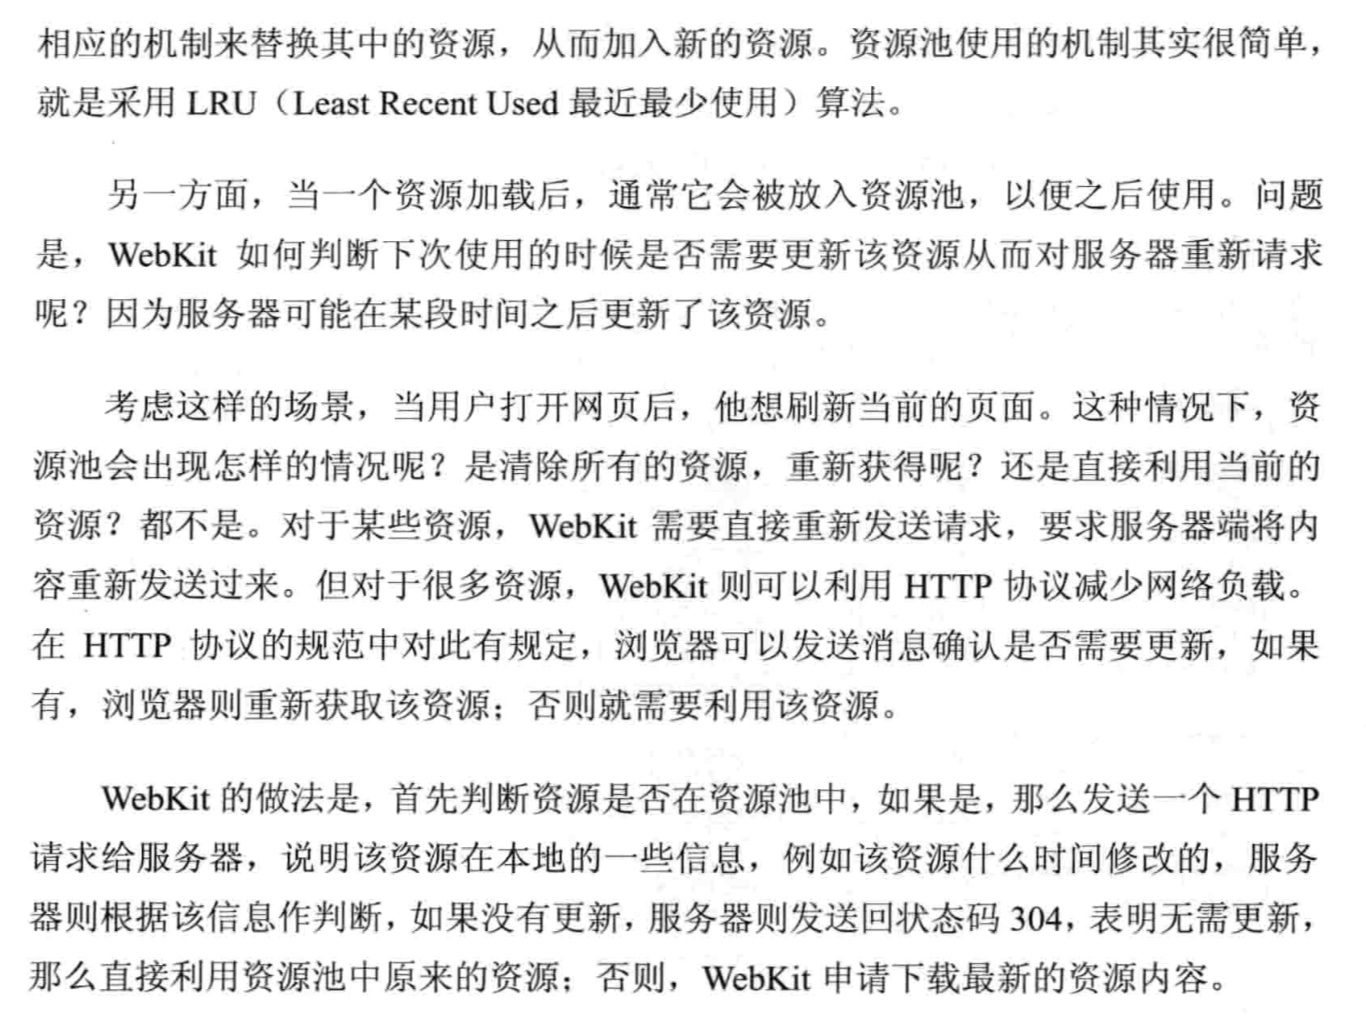 相应的机制来替换其中的资源，从而加入新的资源。资源池使用的机制其实很简单，
就是采用 LRU（Least Recent Used 最近最少使用）算法。
另一方面，当一个资源加载后，通常它会被放入资源池，以便之后使用。问题
是，WebKit 如何判断下次使用的时候是否需要更新该资源从而对服务器重新请求
呢？因为服务器可能在某段时间之后更新了该资源。
考虑这样的场景，当用户打开网页后，他想刷新当前的页面。这种情况下，资
源池会出现怎样的情况呢？是清除所有的资源，重新获得呢？还是直接利用当前的
资源？都不是。对于某些资源，WebKit 需要直接重新发送请求，要求服务器端将内
容重新发送过来。但对于很多资源，WebKit 则可以利用 HTTP 协议减少网络负载。
在 HTTP 协议的规范中对此有规定，浏览器可以发送消息确认是否需要更新，如果
有，浏览器则重新获取该资源；否则就需要利用该资源。
WebKit 的做法是，首先判断资源是否在资源池中，如果是，那么发送一个 HTTP
请求给服务器，说明该资源在本地的一些信息，例如该资源什么时间修改的，服务
器则根据该信息作判断，如果没有更新，服务器则发送回状态码 304，表明无需更新，
那么直接利用资源池中原来的资源；否则，WebKit 申请下载最新的资源内容。